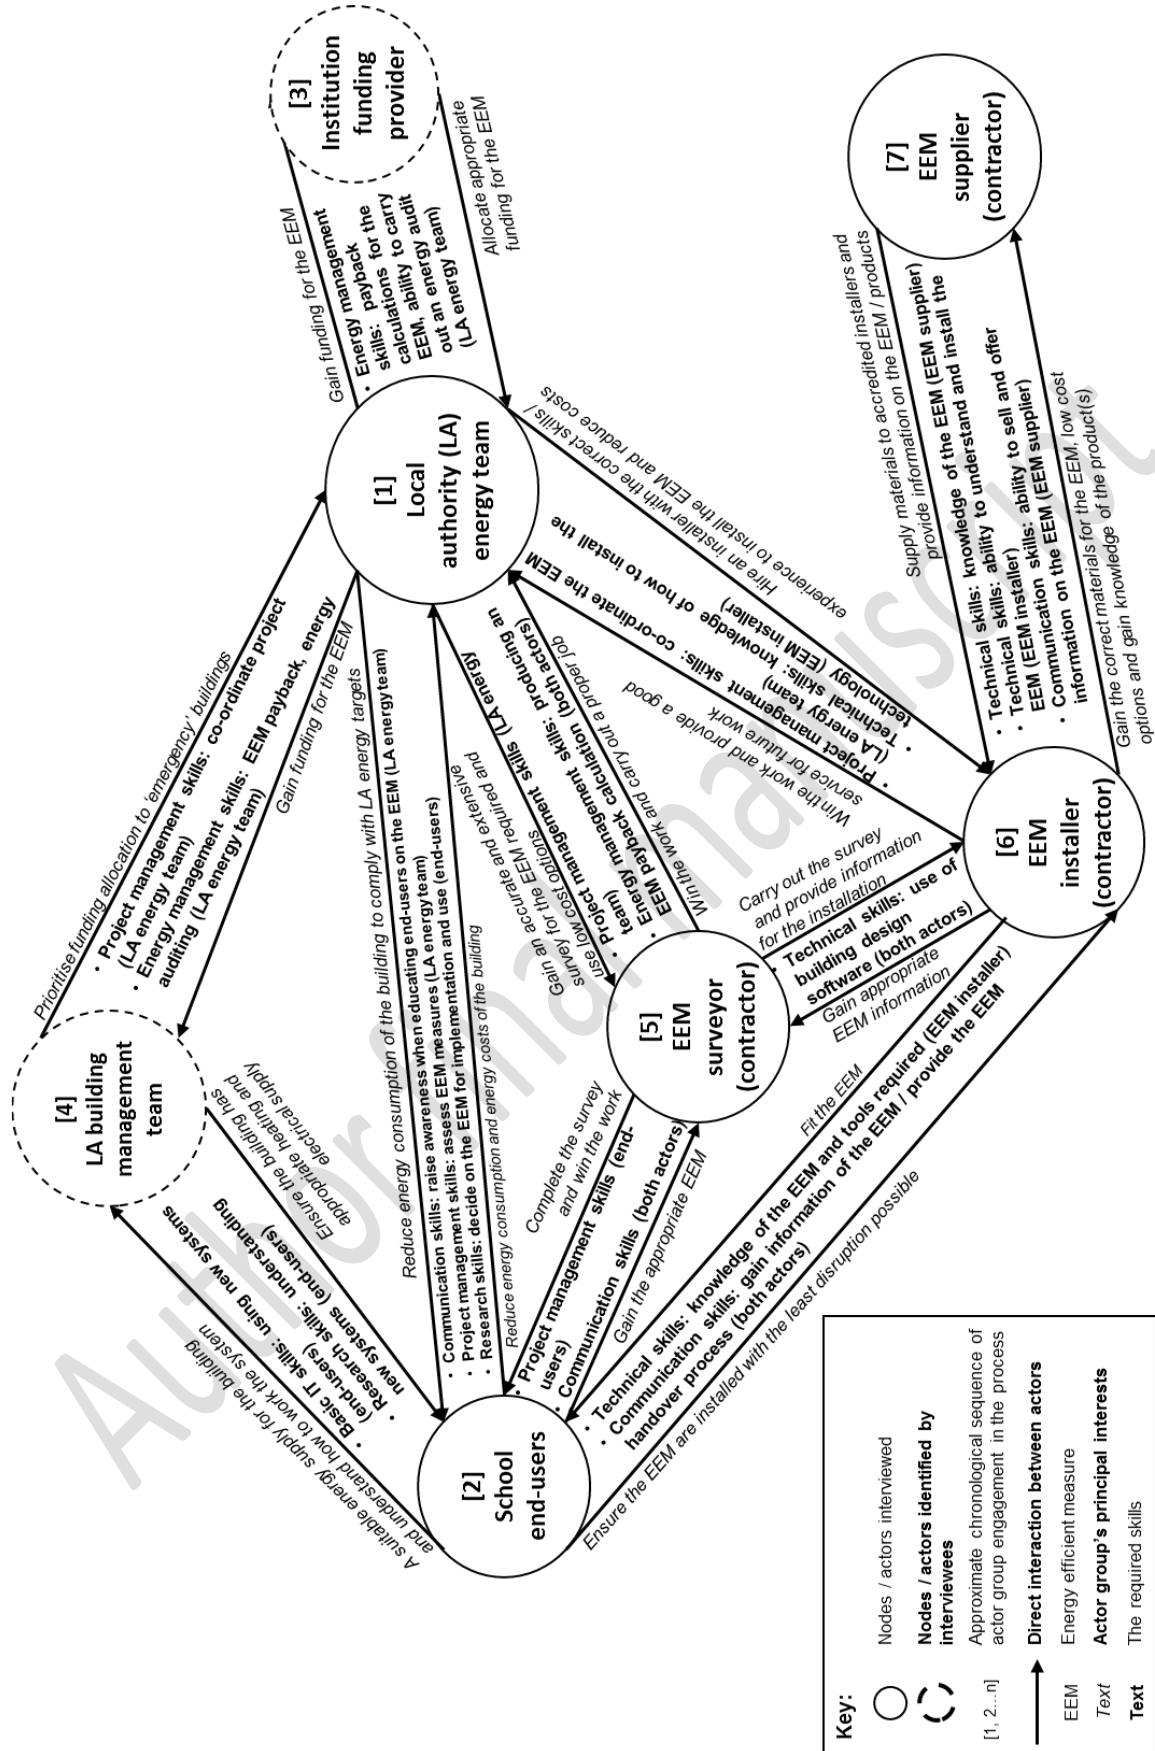 [3]
Institution
funding
provider
Gain funding for the EEM
• Energy management
skills: payback
skills: for the
calculations to carry
EEM, ability to carry
out an energy audit
(LA energy team)
Allocate appropriate
funding for the EEM
[1]
Local
authority (LA)
energy team
[4]
LA building
management
team
Prioritise funding allocation to 'emergency' buildings
• Project management skills: co-ordinate project
(LA energy team)
• Energy management skills: EEM payback, energy
auditing (LA energy team)
Gain funding for the EEM
Ensure the building has
appropriate heating and
electrical supply
• Basic IT skills: using new systems
(end-users)
• Research skills: understanding
new systems (end-users)
A suitable energy supply for the building
and understand how to work the system
Reduce energy consumption of the building to comply with LA energy targets
• Communication skills: raise awareness when educating end-users on the EEM (LA energy team)
• Project management skills: assess EEM measures (LA energy team)
• Research skills: decide on the EEM for implementation and use (end-users)
Reduce energy consumption and energy costs of the building
[2]
School
end-users
Gain an accurate and extensive
survey for the EEM required and
use low cost options
• Project management skills (LA energy
team)
• Energy management skills: producing an
EEM payback calculation (both actors)
Win the work and carry out a proper job
[5]
EEM
surveyor
(contractor)
Complete the survey
and win the work
• Project management skills (end-
users)
• Communication skills (both actors)
Gain the appropriate EEM
Hire an installer with the correct skills /
experience to install the EEM and reduce costs
• Technical skills: knowledge of how to install the
technology (EEM installer)
• Project management skills: co-ordinate the EEM
(LA energy team)
Win the work and provide a good
service for future work
Carry out the survey
and provide information
for the installation
• Technical skills: use of
building design
software (both actors)
Gain appropriate
EEM information
[6]
EEM
installer
(contractor)
Fit the EEM
• Technical skills: knowledge of the EEM and tools required (EEM installer)
• Communication skills: gain information of the EEM / provide the EEM
handover process (both actors)
Ensure the EEM are installed with the least disruption possible
[7]
EEM
supplier
(contractor)
Supply materials to accredited installers and
provide information on the EEM / products
• Technical skills: knowledge of the EEM (EEM supplier)
• Technical skills: ability to understand and install the
EEM (EEM installer)
• Communication skills: ability to sell and offer
information on the EEM (EEM supplier)
Gain the correct materials for the EEM, low cost
options and gain knowledge of the product(s)
Key:
Nodes / actors interviewed
Nodes / actors identified by
interviewees
[1, 2...n] Approximate chronological sequence of
actor group engagement in the process
Direct interaction between actors
EEM Energy efficient measure
Text Actor group's principal interests
Text The required skills
Author final manuscript